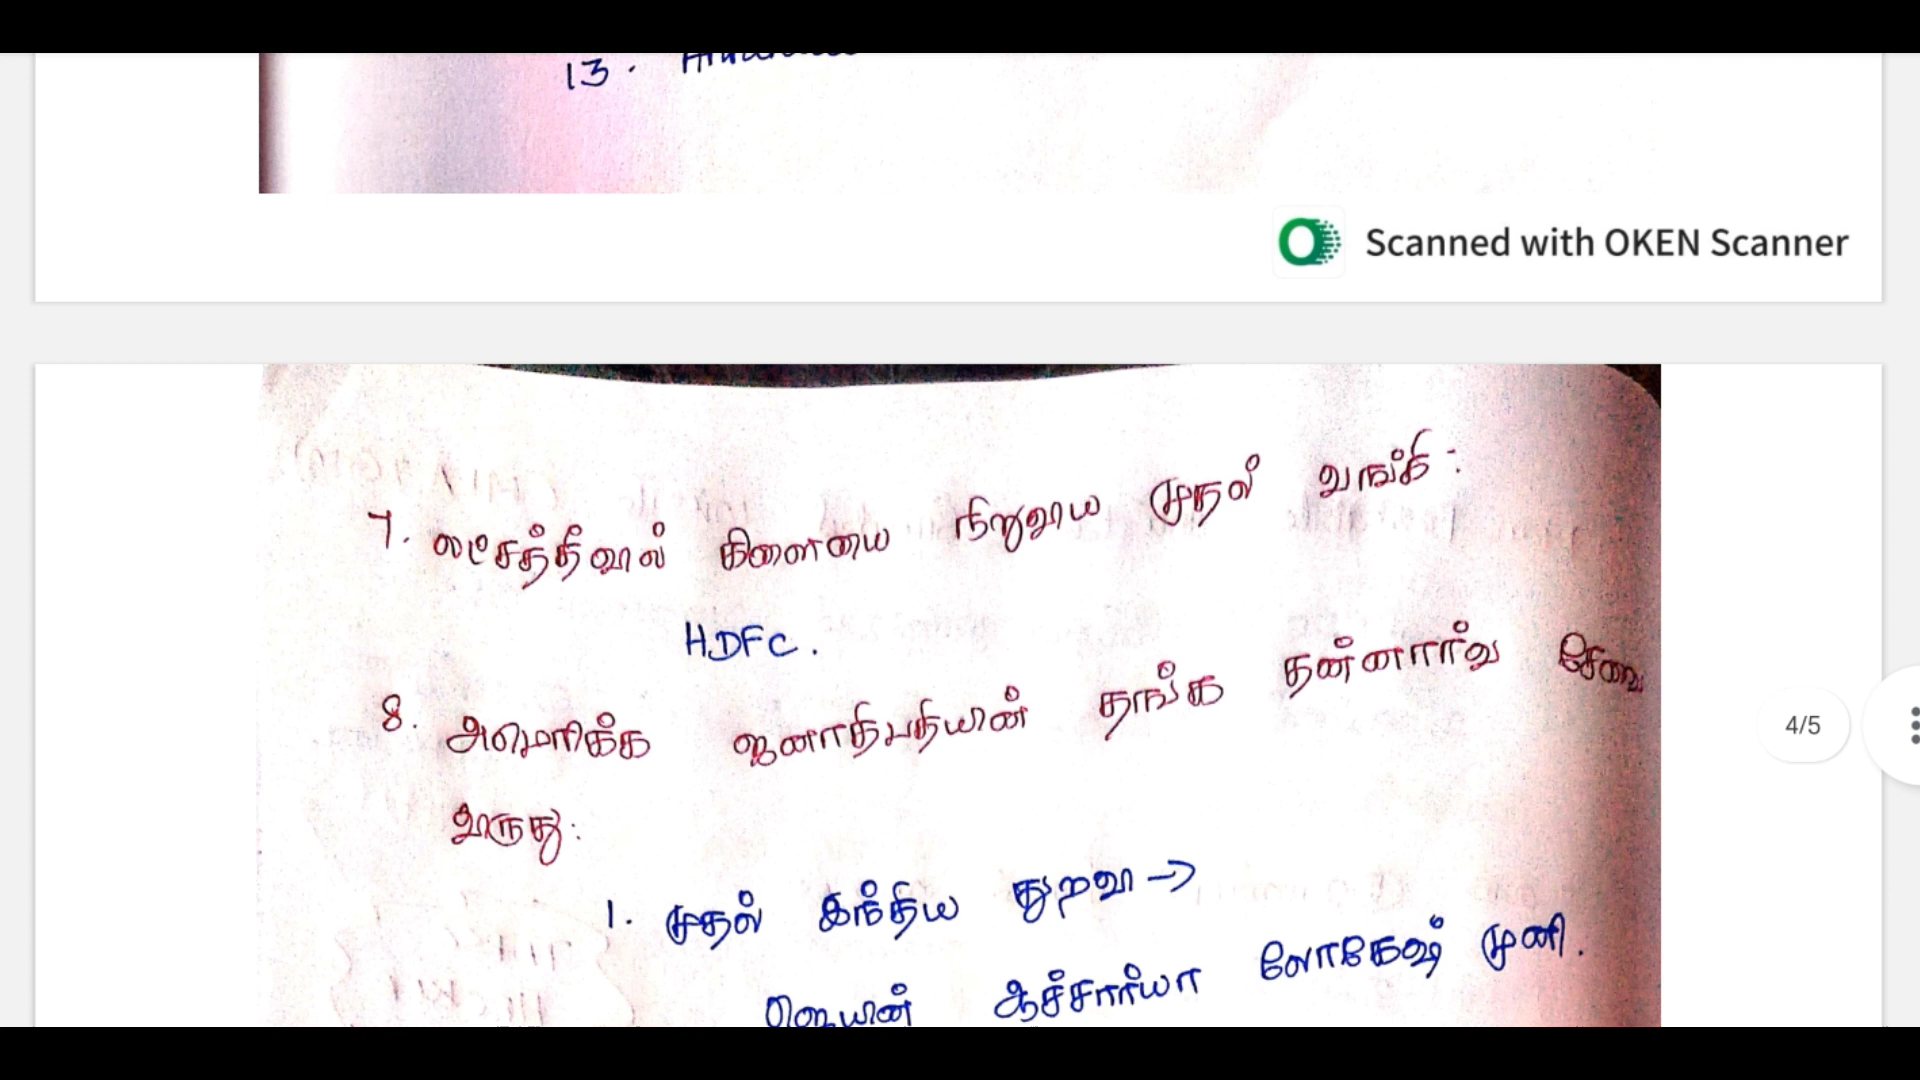 13.
Scanned with OKEN Scanner
7. லட்சத்தீவில் கிளையை நிறுவிய முதல் வங்கி :
HDFC.
8. அமெரிக்க ஜனாதிபதியின் தங்க தன்னார்வ சேவை
விருது:
1. முதல் இந்திய துறவி →
ஜெயின் ஆச்சார்யா லோகேஷ் முனி.
4/5